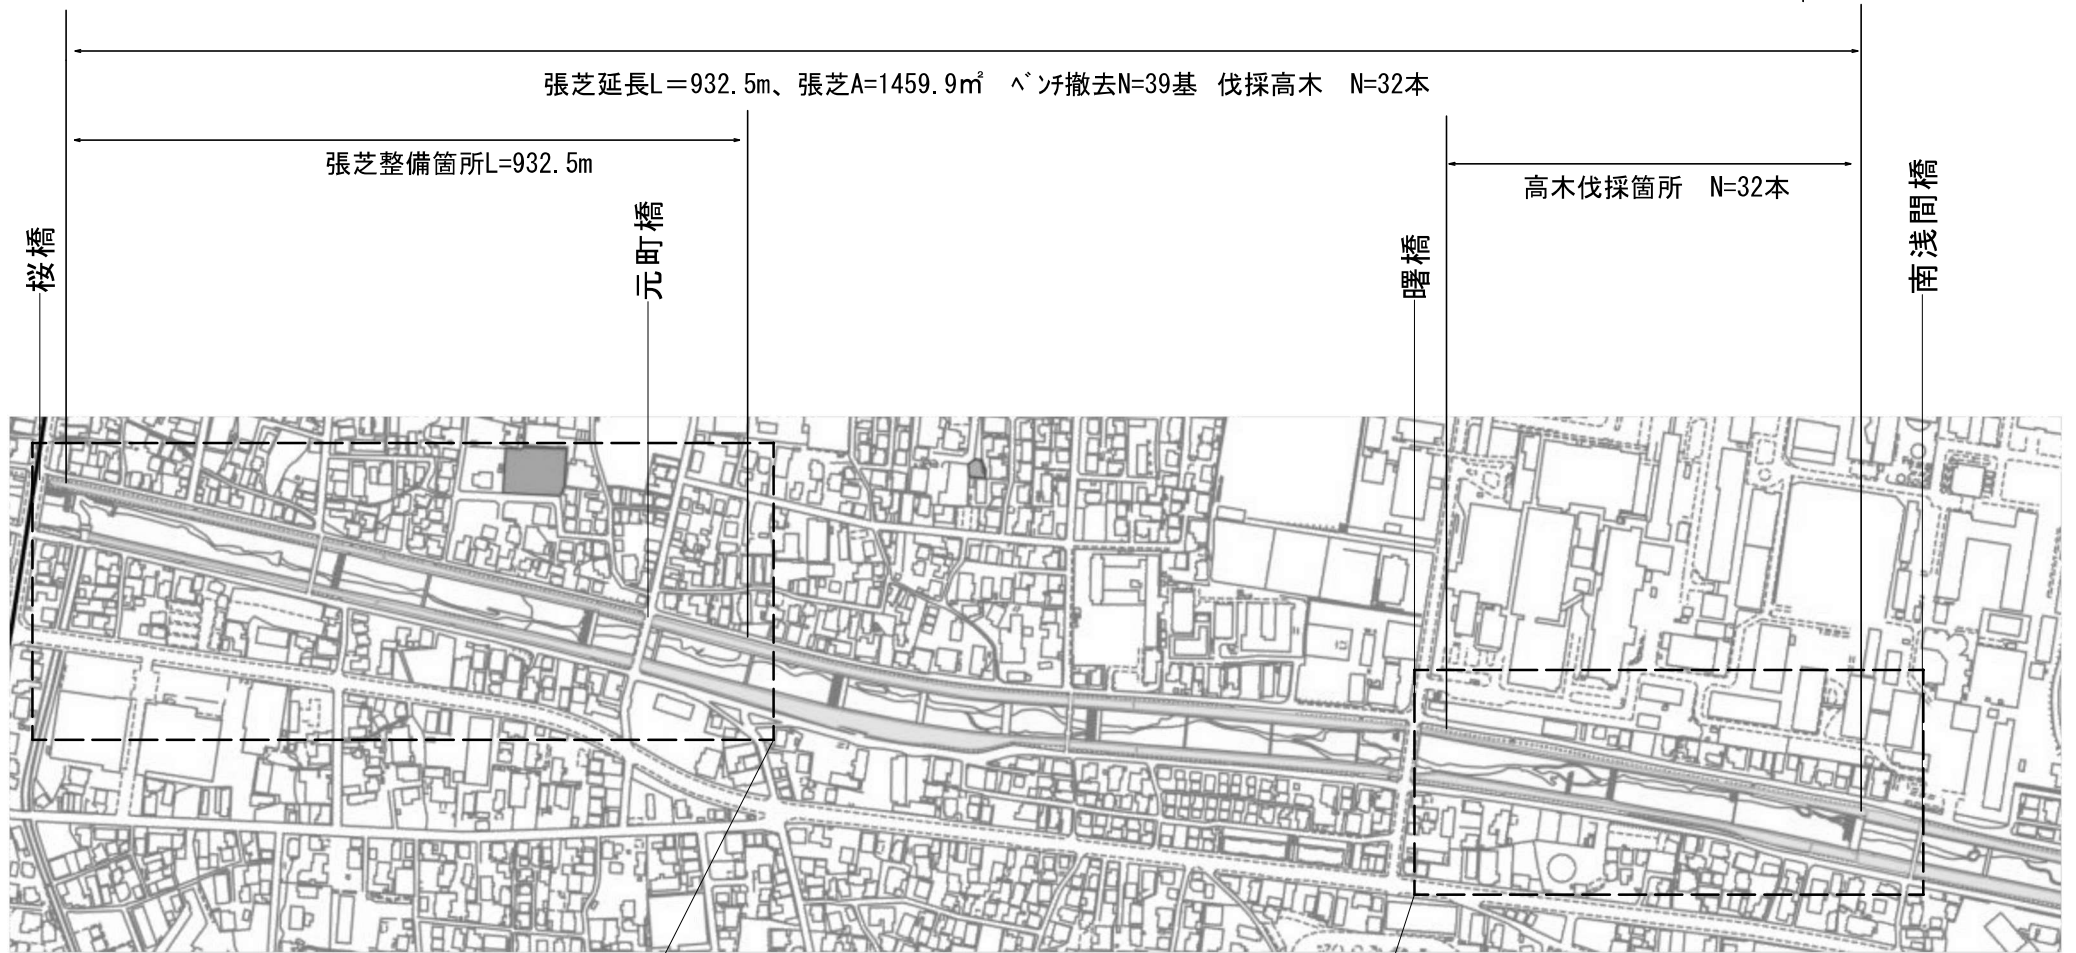 張芝延長L＝932.5m、張芝A=1459.9㎡　ﾍﾞﾝﾁ撤去N=39基　伐採高木　N=32本
張芝整備箇所L=932.5m
高木伐採箇所　N=32本
桜橋
元町橋
曙橋
南浅間橋